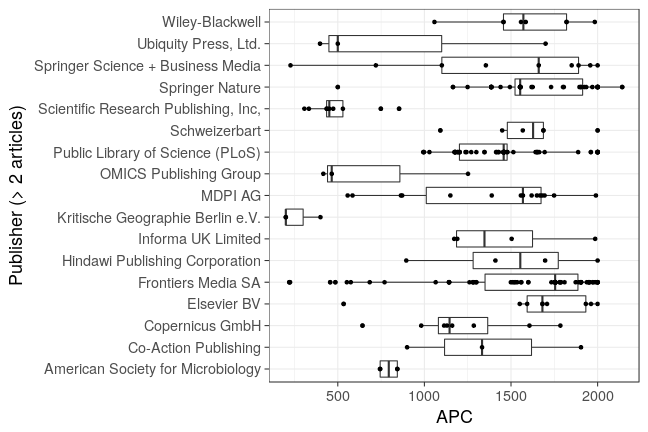 Publisher (> 2 articles)
Wiley-Blackwell
Ubiquity Press, Ltd.
Springer Science + Business Media
Springer Nature
Scientific Research Publishing, Inc,
Schweizerbart
Public Library of Science (PLoS)
OMICS Publishing Group
MDPI AG
Kritische Geographie Berlin e.V.
Informa UK Limited
Hindawi Publishing Corporation
Frontiers Media SA
Elsevier BV
Copernicus GmbH
Co-Action Publishing
American Society for Microbiology
500 1000 1500 2000
APC